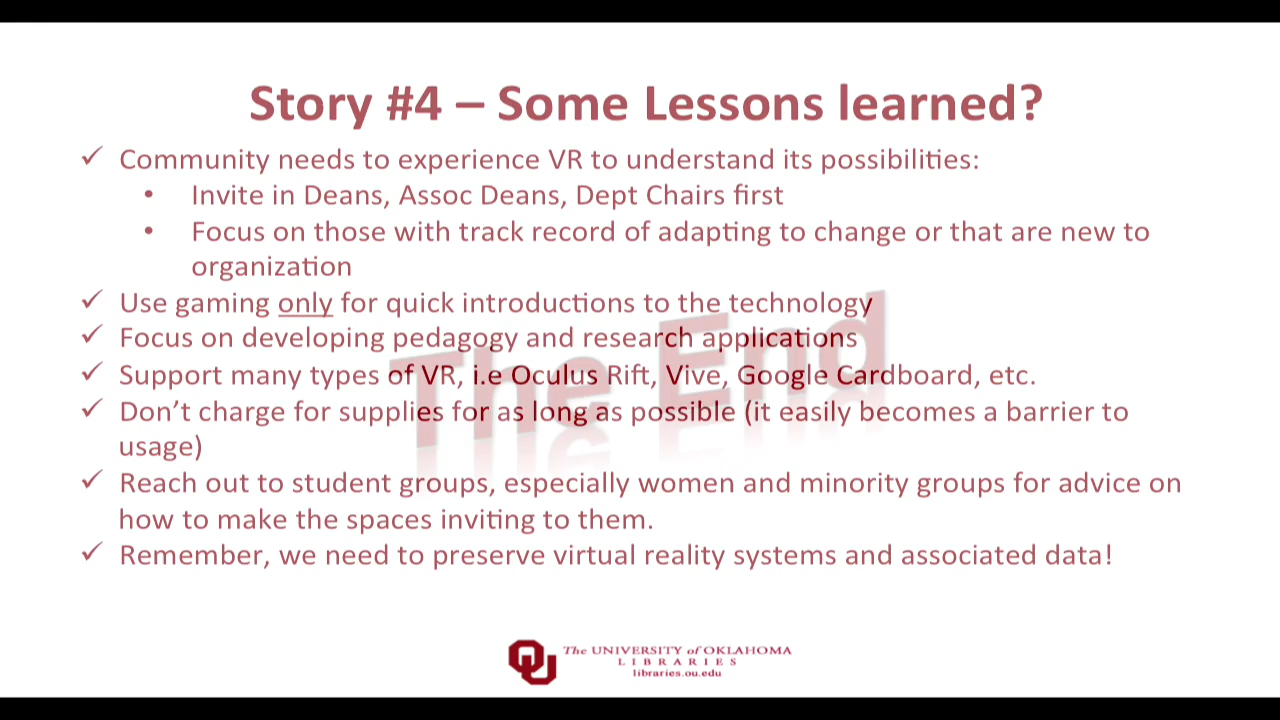 Story #4 – Some Lessons learned?
✓ Community needs to experience VR to understand its possibilities:
• Invite in Deans, Assoc Deans, Dept Chairs first
• Focus on those with track record of adapting to change or that are new to
organization
✓ Use gaming only for quick introductions to the technology
✓ Focus on developing pedagogy and research applications
✓ Support many types of VR, i.e Oculus Rift, Vive, Google Cardboard, etc.
✓ Don’t charge for supplies for as long as possible (it easily becomes a barrier to
usage)
✓ Reach out to student groups, especially women and minority groups for advice on
how to make the spaces inviting to them.
✓ Remember, we need to preserve virtual reality systems and associated data!
The End
The UNIVERSITY of OKLAHOMA
LIBRARIES
libraries.ou.edu